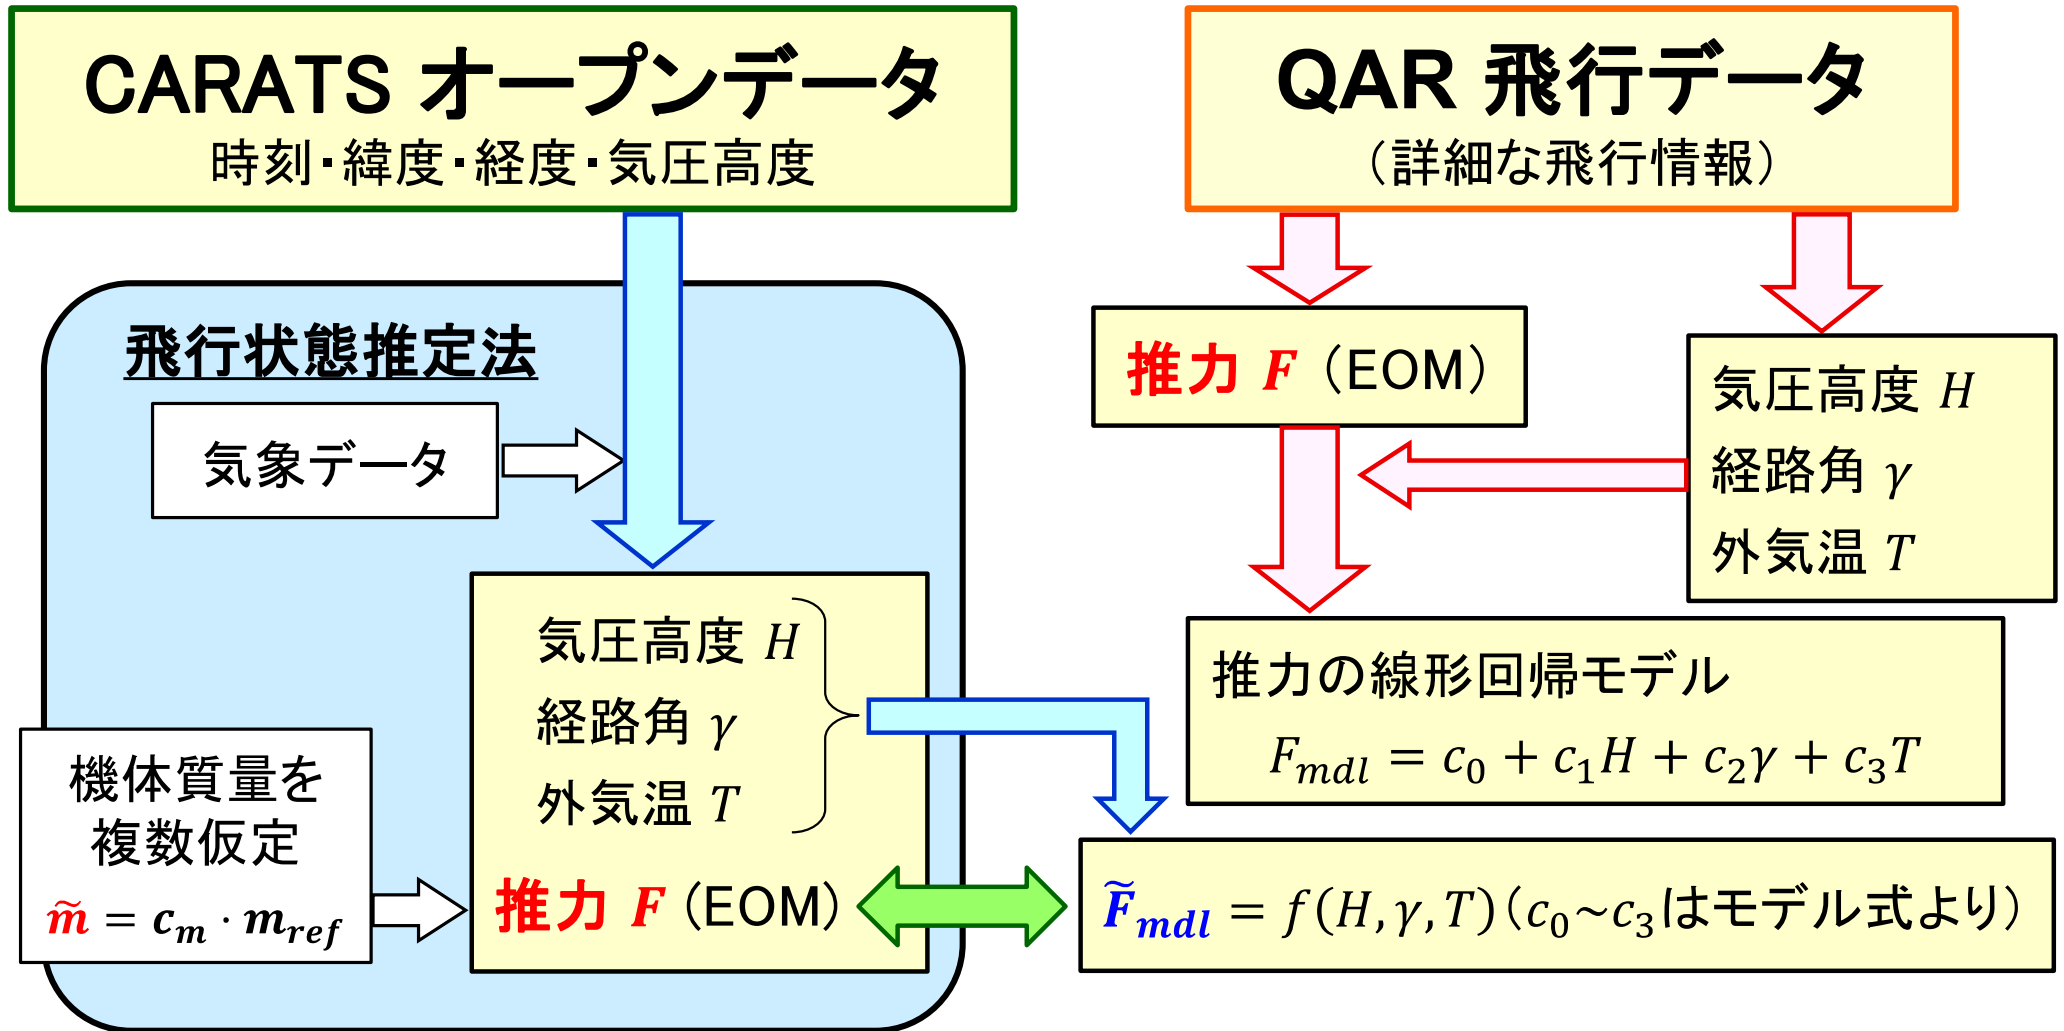 CARATS オープンデータ
時刻・緯度・経度・気圧高度
QAR 飛行データ
（詳細な飛行情報）
飛行状態推定法
気象データ
機体質量を
複数仮定
m̃ = c_m · m_ref
気圧高度 H
経路角 γ
外気温 T
推力 F（EOM）
推力 F（EOM）
気圧高度 H
経路角 γ
外気温 T
推力の線形回帰モデル
F_mdl = c_0 + c_1H + c_2γ + c_3T
F̃_mdl = f(H, γ, T)（c_0~c_3はモデル式より）